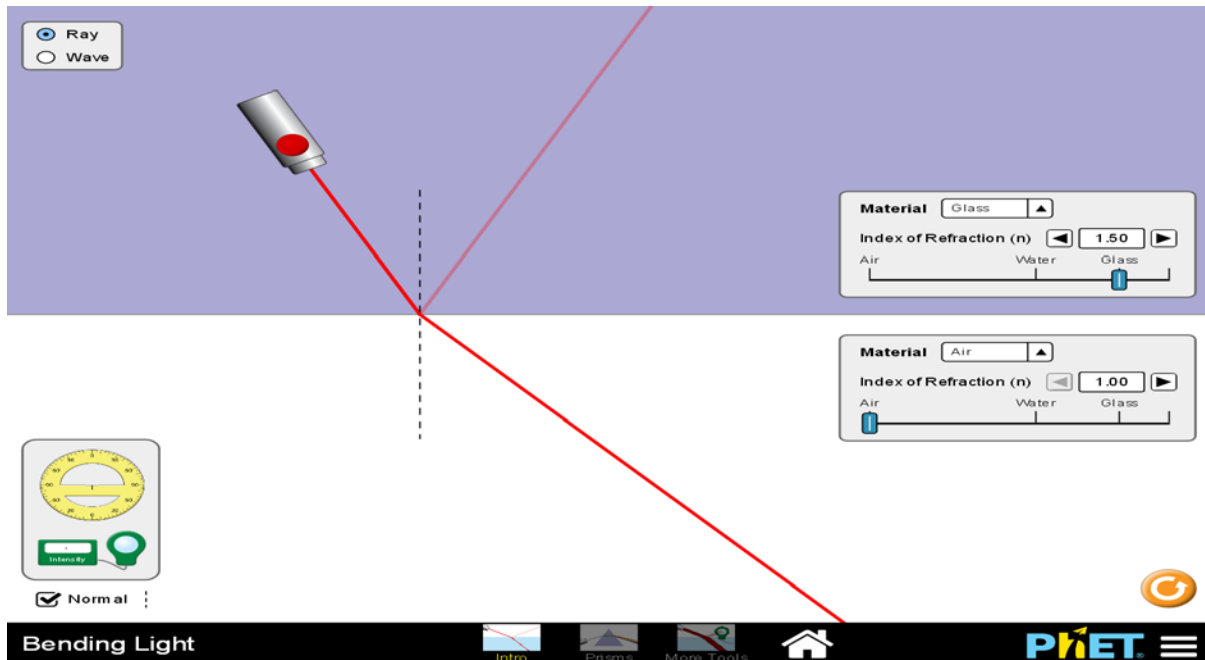 Ray
Wave
Material Glass
Index of Refraction (n) 1.50
Air Water Glass
Material Air
Index of Refraction (n) 1.00
Air Water Glass
Intensity
Normal
Bending Light
Intro Prisms More Tools
PhET